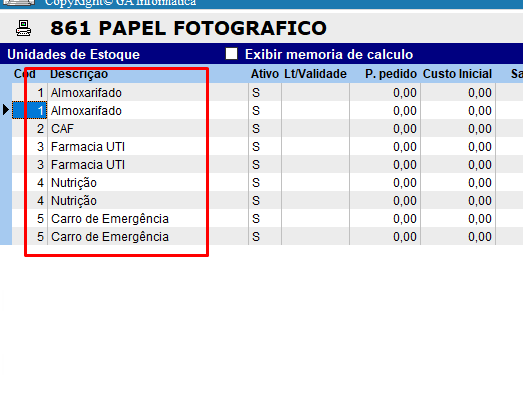 CopyRight© GA Informática
861 PAPEL FOTOGRAFICO
Unidades de Estoque Exibir memoria de calculo
Cód Descrição Ativo Lt/Validade P. pedido Custo Inicial Sa
1 Almoxarifado S 0,00 0,00
1 Almoxarifado S 0,00 0,00
2 CAF S 0,00 0,00
3 Farmacia UTI S 0,00 0,00
3 Farmacia UTI S 0,00 0,00
4 Nutrição S 0,00 0,00
4 Nutrição S 0,00 0,00
5 Carro de Emergência S 0,00 0,00
5 Carro de Emergência S 0,00 0,00